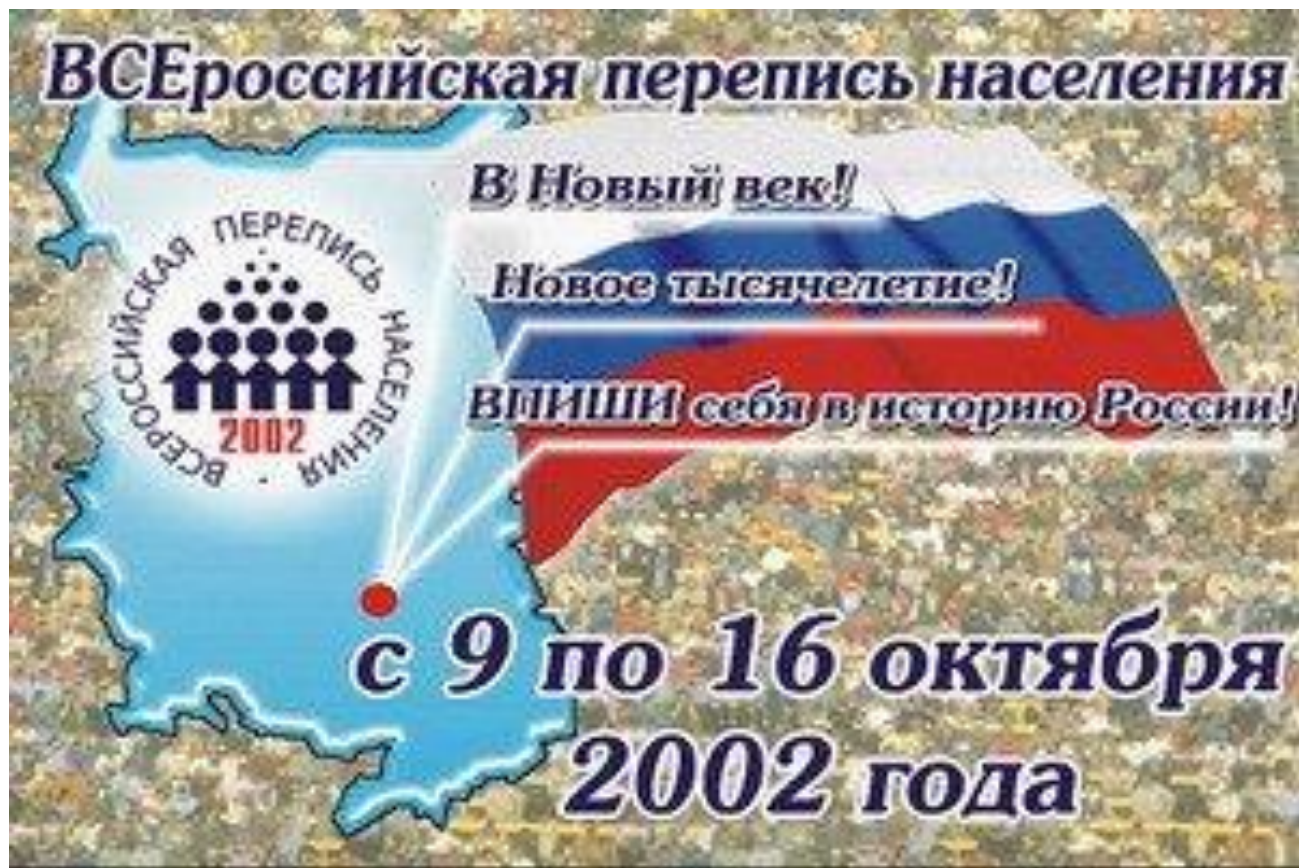 ВСЕроссийская перепись населения
В Новый век!
Новое тысячелетие!
ВПИШИ себя в историю России!
ВСЕРОССИЙСКАЯ ПЕРЕПИСЬ НАСЕЛЕНИЯ
2002
с 9 по 16 октября
2002 года